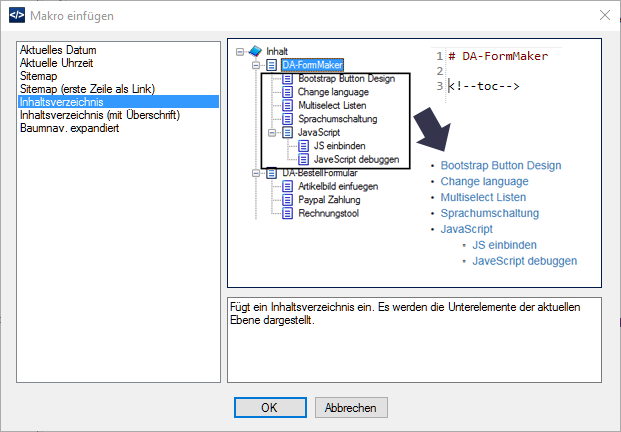 Makro einfügen
Aktuelles Datum
Aktuelle Uhrzeit
Sitemap
Sitemap (erste Zeile als Link)
Inhaltsverzeichnis
Inhaltsverzeichnis (mit Überschrift)
Baumnav. expandiert
Inhalt
DA-FormMaker
Bootstrap Button Design
Change language
Multiselect Listen
Sprachumschaltung
JavaScript
JS einbinden
JaveScript debuggen
DA-BestellFormular
Artikelbild einfuegen
Paypal Zahlung
Rechnungstool
1 # DA-FormMaker
2
3 <!--toc-->
• Bootstrap Button Design
• Change language
• Multiselect Listen
• Sprachumschaltung
• JavaScript
• JS einbinden
• JaveScript debuggen
Fügt ein Inhaltsverzeichnis ein. Es werden die Unterelemente der aktuellen
Ebene dargestellt.
OK
Abbrechen